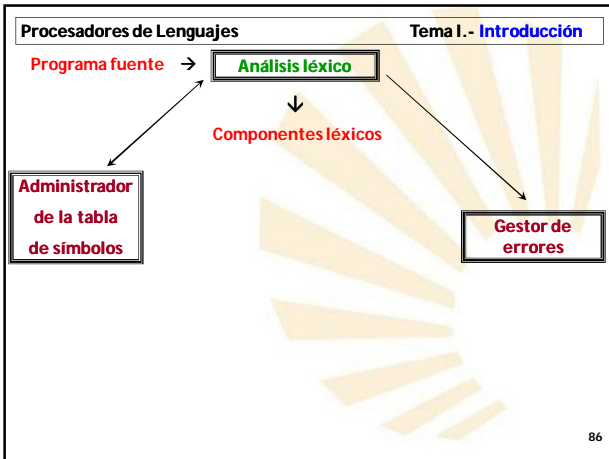 Procesadores de Lenguajes Tema I.- Introducción
Programa fuente → Análisis léxico
↓
Componentes léxicos
Administrador
de la tabla
de símbolos
Gestor de
errores
86